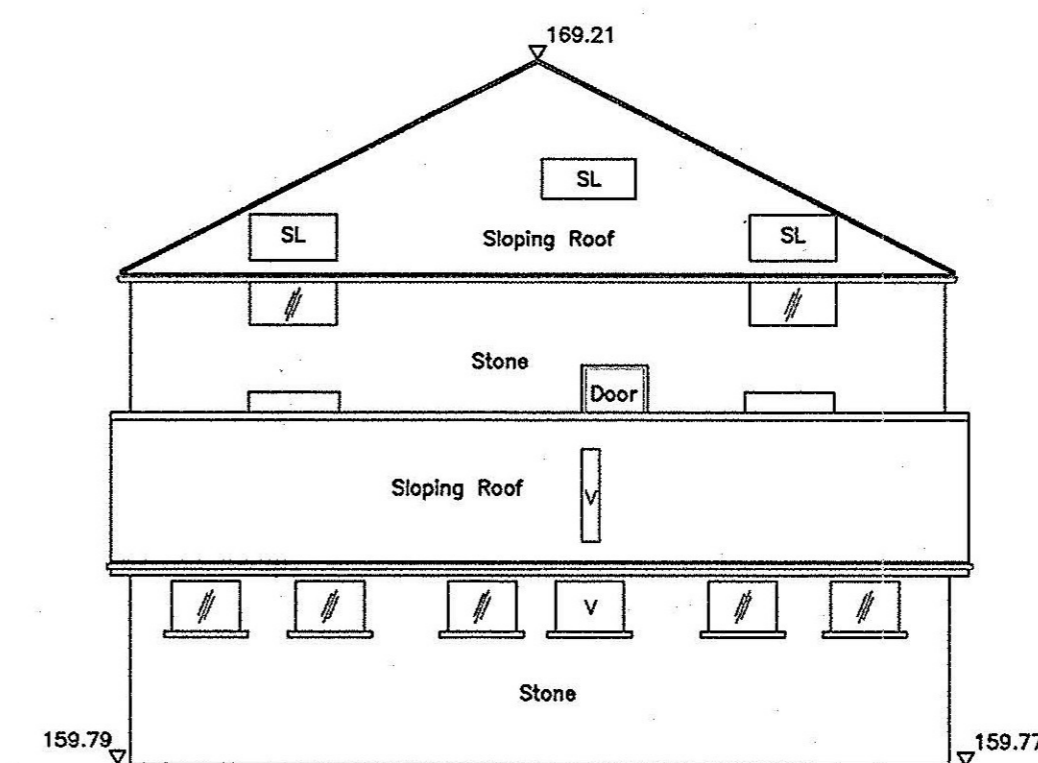 169.21
SL
SL
Sloping Roof
SL
Stone
Door
Sloping Roof
V
V
Stone
159.79
159.77